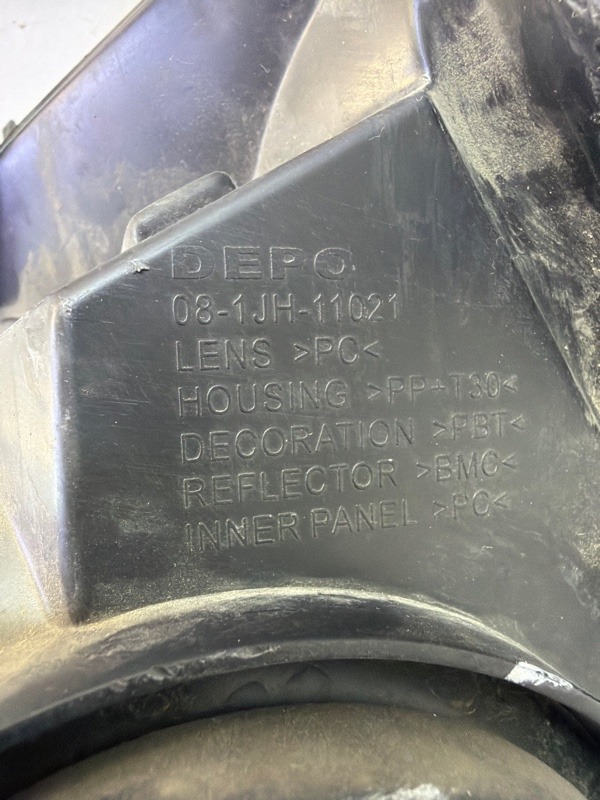 DEPO
08-1JH-11021
LENS >PC<
HOUSING >PP+T30<
DECORATION >PBT<
REFLECTOR >BMC<
INNER PANEL >PC<